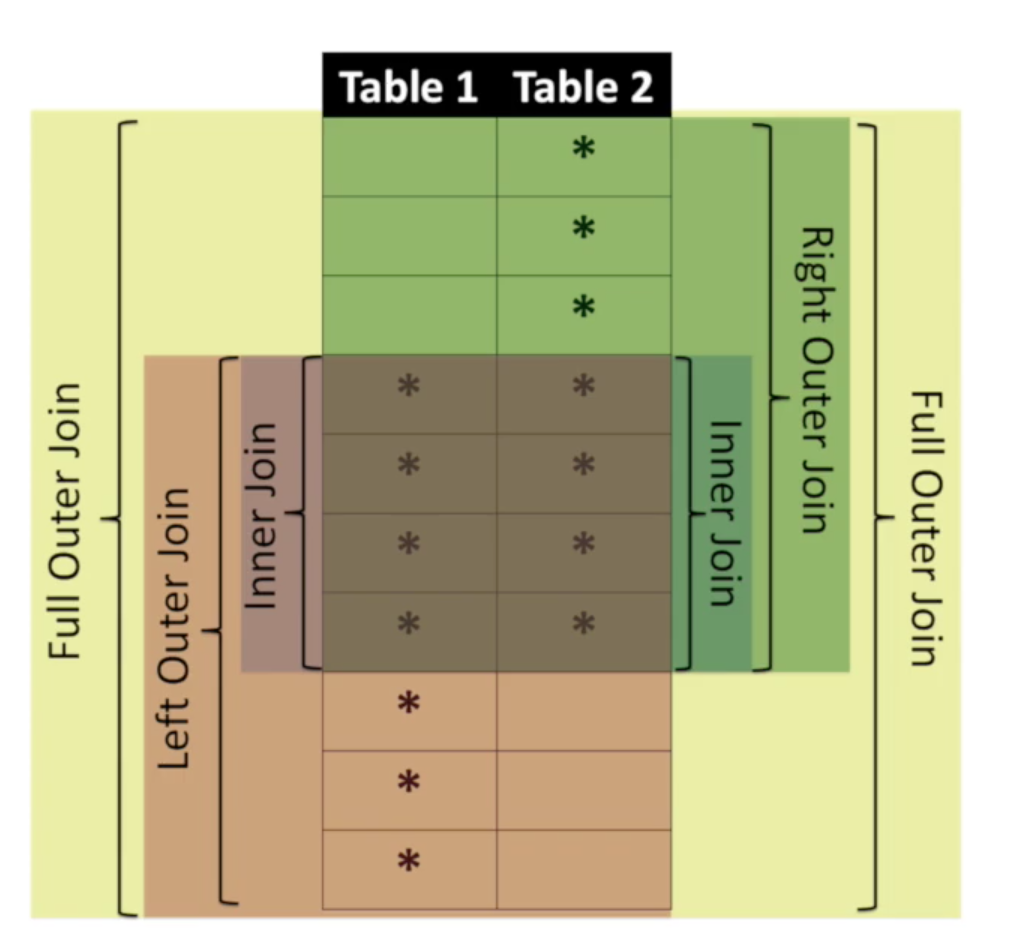 Table 1 Table 2
*
*
*
* *
* *
* *
* *
*
*
*
Full Outer Join
Left Outer Join
Inner Join
Inner Join
Right Outer Join
Full Outer Join